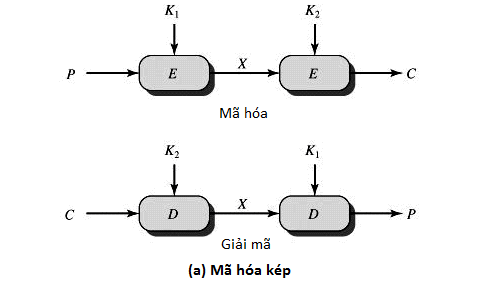 K1 K2
P E X E C
Mã hóa
K2 K1
C D X D P
Giải mã
(a) Mã hóa kép